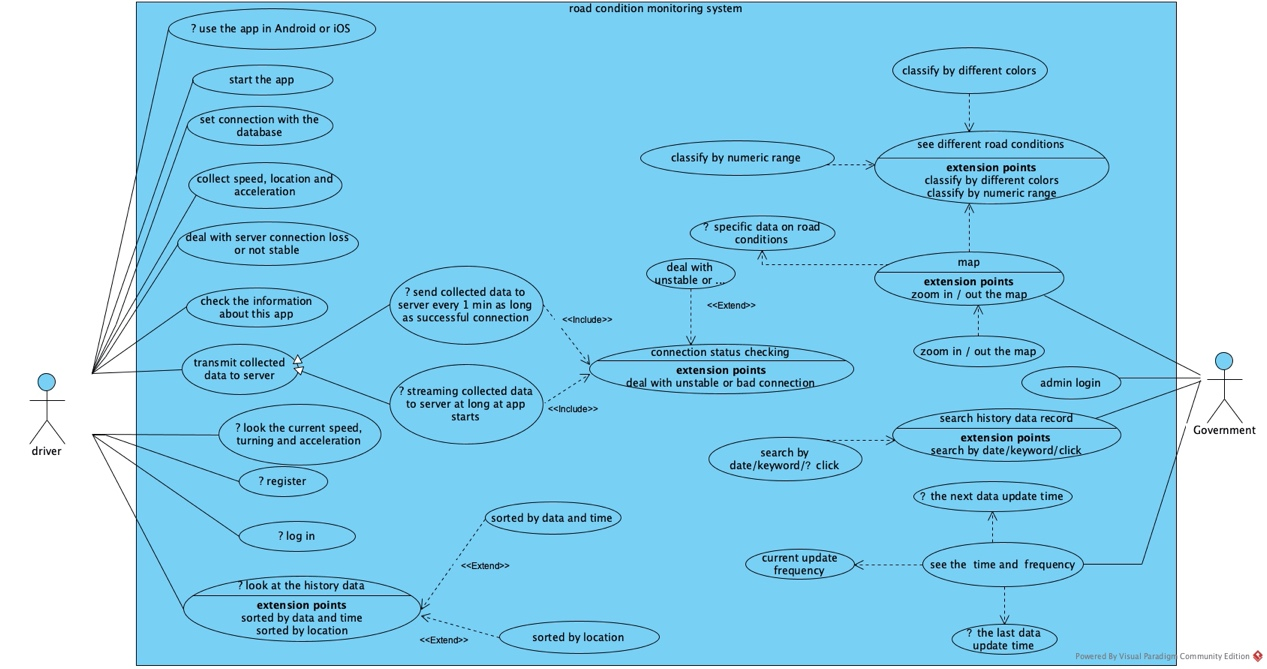 road condition monitoring system
? use the app in Android or iOS
start the app
set connection with the
database
collect speed, location and
acceleration
deal with server connection loss
or not stable
check the information
about this app
transmit collected
data to server
? look the current speed,
turning and acceleration
? register
? log in
? look at the history data
extension points
sorted by data and time
sorted by location
driver
? send collected data to
server every 1 min as long
as successful connection
? streaming collected data
to server at long at app
starts
<<Include>>
<<Include>>
sorted by data and time
<<Extend>>
<<Extend>>
sorted by location
classify by different colors
classify by numeric range
see different road conditions
extension points
classify by different colors
classify by numeric range
? specific data on road
conditions
deal with
unstable or ...
<<Extend>>
map
extension points
zoom in / out the map
connection status checking
extension points
deal with unstable or bad connection
zoom in / out the map
admin login
search history data record
extension points
search by date/keyword/click
search by
date/keyword/? click
? the next data update time
current update
frequency
see the time and frequency
? the last data
update time
Government
Powered By Visual Paradigm Community Edition